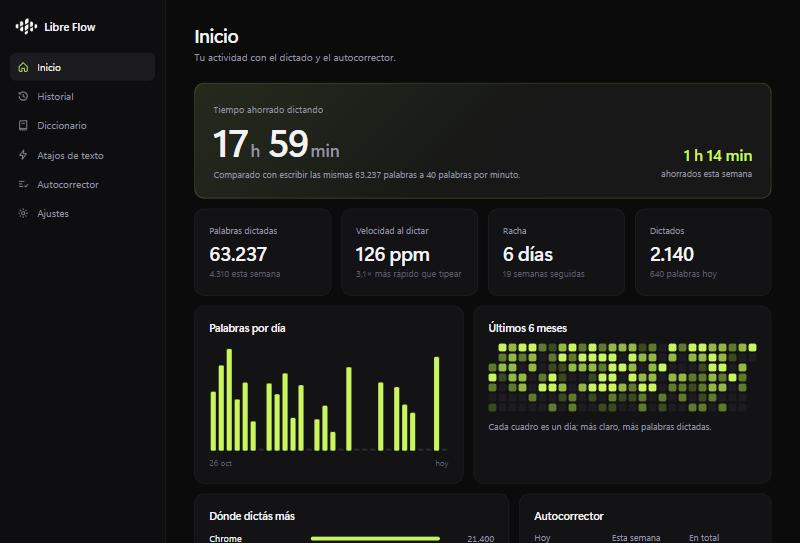 Libre Flow
Inicio
Historial
Diccionario
Atajos de texto
Autocorrector
Ajustes
Inicio
Tu actividad con el dictado y el autocorrector.
Tiempo ahorrado dictando
17 h 59 min
Comparado con escribir las mismas 63.237 palabras a 40 palabras por minuto.
1 h 14 min
ahorrados esta semana
Palabras dictadas
63.237
4.310 esta semana
Velocidad al dictar
126 ppm
3,1× más rápido que tipear
Racha
6 días
19 semanas seguidas
Dictados
2.140
640 palabras hoy
Palabras por día
26 oct
hoy
Últimos 6 meses
Cada cuadro es un día; más claro, más palabras dictadas.
Dónde dictás más
Chrome 21.400
Autocorrector
Hoy Esta semana En total